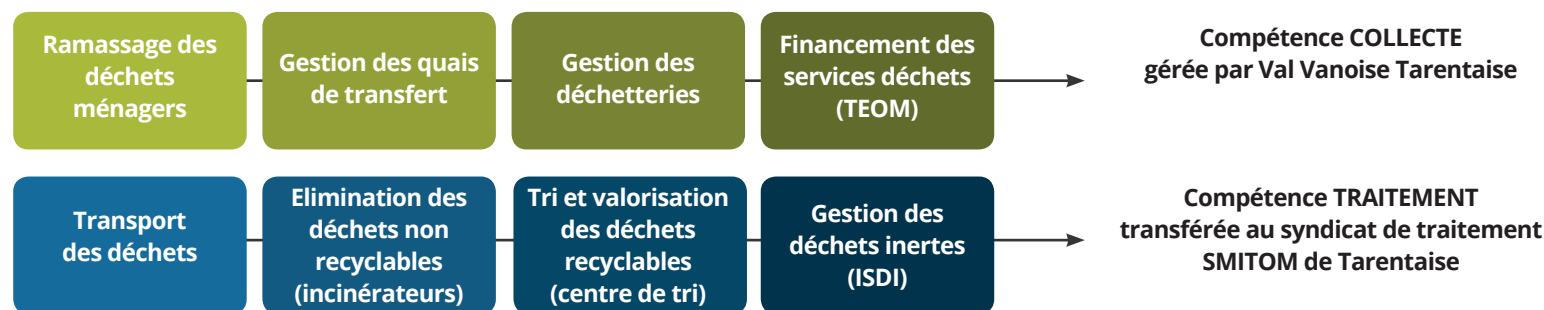 Ramassage des
déchets
ménagers
Gestion des quais
de transfert
Gestion des
déchetteries
Financement des
services déchets
(TEOM)
Compétence COLLECTE
gérée par Val Vanoise Tarentaise
Transport
des déchets
Elimination des
déchets non
recyclables
(incinérateurs)
Tri et valorisation
des déchets
recyclables
(centre de tri)
Gestion des
déchets inertes
(ISDI)
Compétence TRAITEMENT
transférée au syndicat de traitement
SMITOM de Tarentaise